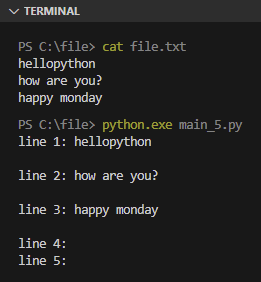 TERMINAL
PS C:\file> cat file.txt
hellopython
how are you?
happy monday
PS C:\file> python.exe main_5.py
line 1: hellopython
line 2: how are you?
line 3: happy monday
line 4:
line 5: